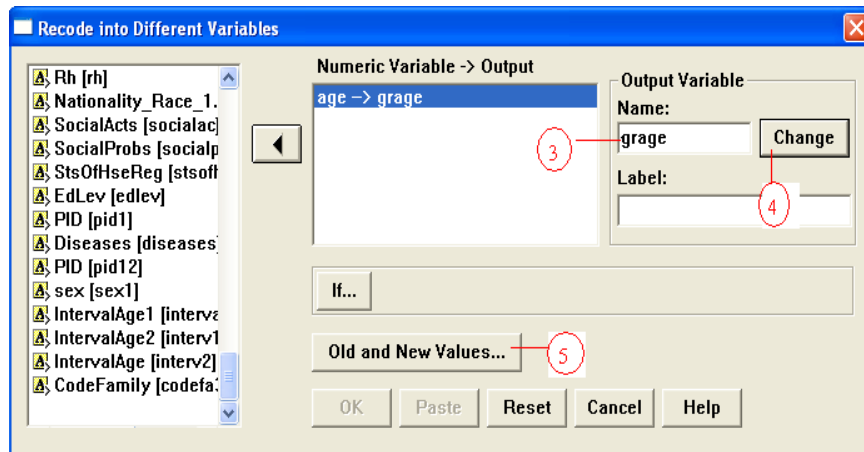 Recode into Different Variables
Rh [rh]
Nationality_Race_1.
SocialActs [socialac]
SocialProbs [socialp
StsOfHseReg [stsofh
EdLev [edlev]
PID [pid1]
Diseases [diseases]
PID [pid12]
sex [sex1]
IntervalAge1 [interva
IntervalAge2 [interv1
IntervalAge [interv2]
CodeFamily [codefa3
Numeric Variable -> Output
age --> grage
Output Variable
Name:
grage
Change
Label:
3
4
If...
Old and New Values...
5
OK
Paste
Reset
Cancel
Help